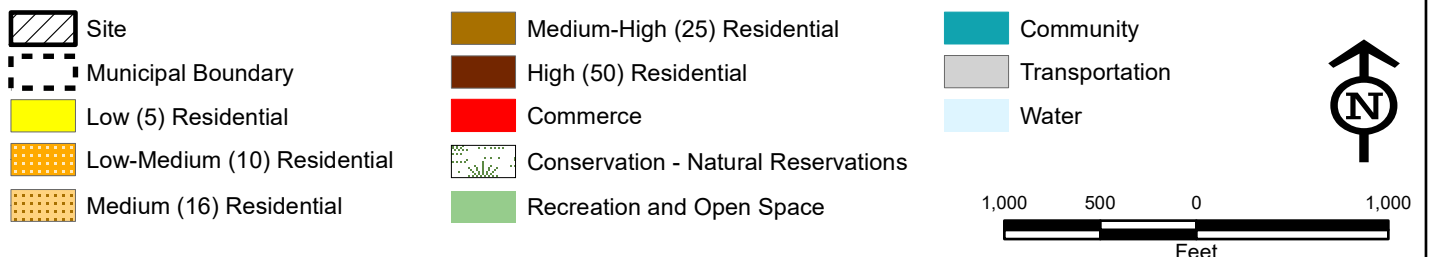 Site
Municipal Boundary
Low (5) Residential
Low-Medium (10) Residential
Medium (16) Residential
Medium-High (25) Residential
High (50) Residential
Commerce
Conservation - Natural Reservations
Recreation and Open Space
Community
Transportation
Water
N
1,000 500 0 1,000
Feet